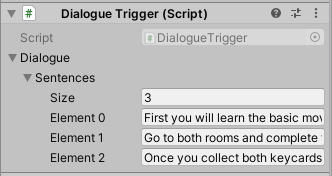 # Dialogue Trigger (Script)
Script # DialogueTrigger
Dialogue
Sentences
Size 3
Element 0 First you will learn the basic
Element 1 Go to both rooms and complete
Element 2 Once you collect both keycards